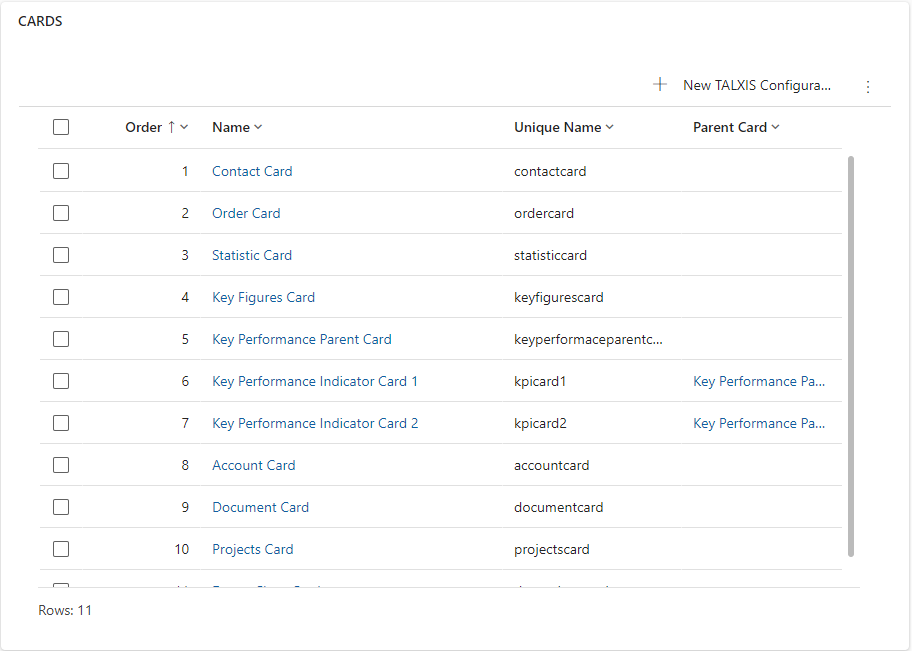 CARDS
New TALXIS Configura...
Order Name Unique Name Parent Card
1 Contact Card contactcard
2 Order Card ordercard
3 Statistic Card statisticcard
4 Key Figures Card keyfigurescard
5 Key Performance Parent Card keyperformaceparentc...
6 Key Performance Indicator Card 1 kpicard1 Key Performance Pa...
7 Key Performance Indicator Card 2 kpicard2 Key Performance Pa...
8 Account Card accountcard
9 Document Card documentcard
10 Projects Card projectscard
Rows: 11